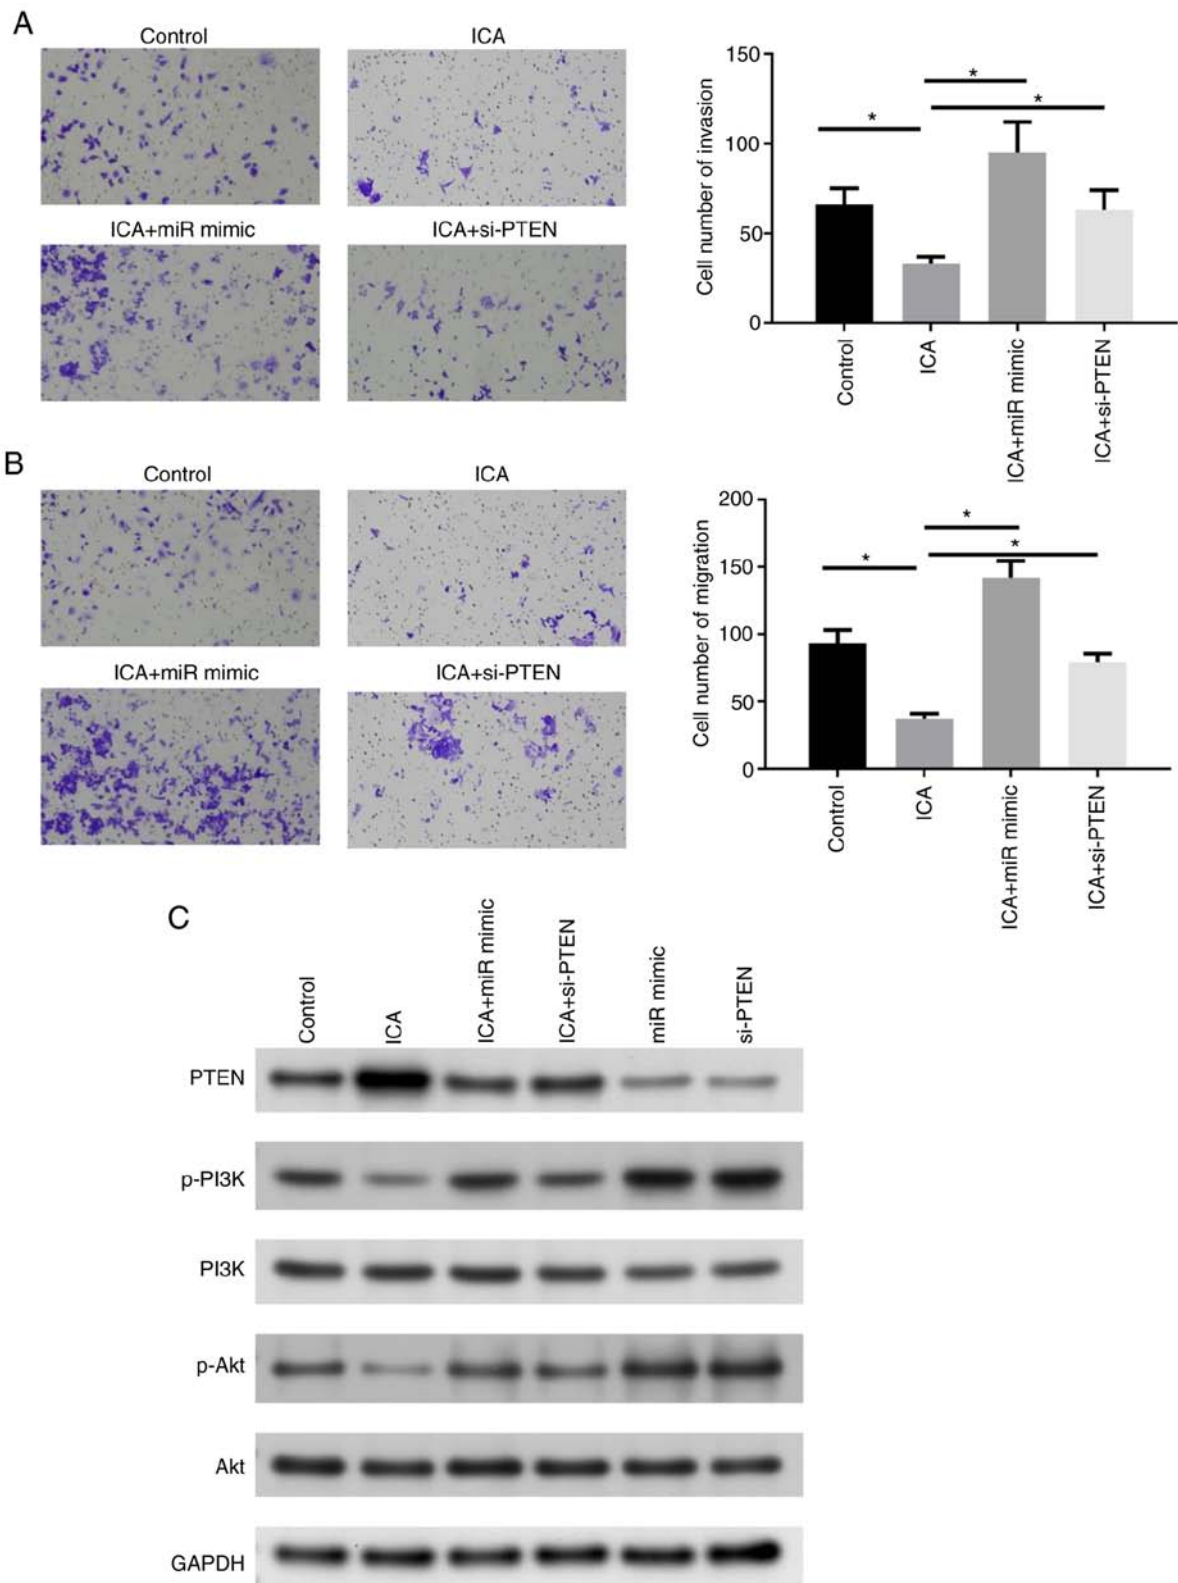 A
Control
ICA
ICA+miR mimic
ICA+si-PTEN
Cell number of invasion
150
100
50
0
*
*
*
Control
ICA
ICA+miR mimic
ICA+si-PTEN
B
Control
ICA
ICA+miR mimic
ICA+si-PTEN
Cell number of migration
200
150
100
50
0
*
*
*
Control
ICA
ICA+miR mimic
ICA+si-PTEN
C
Control
ICA
ICA+miR mimic
ICA+si-PTEN
miR mimic
si-PTEN
PTEN
p-PI3K
PI3K
p-Akt
Akt
GAPDH